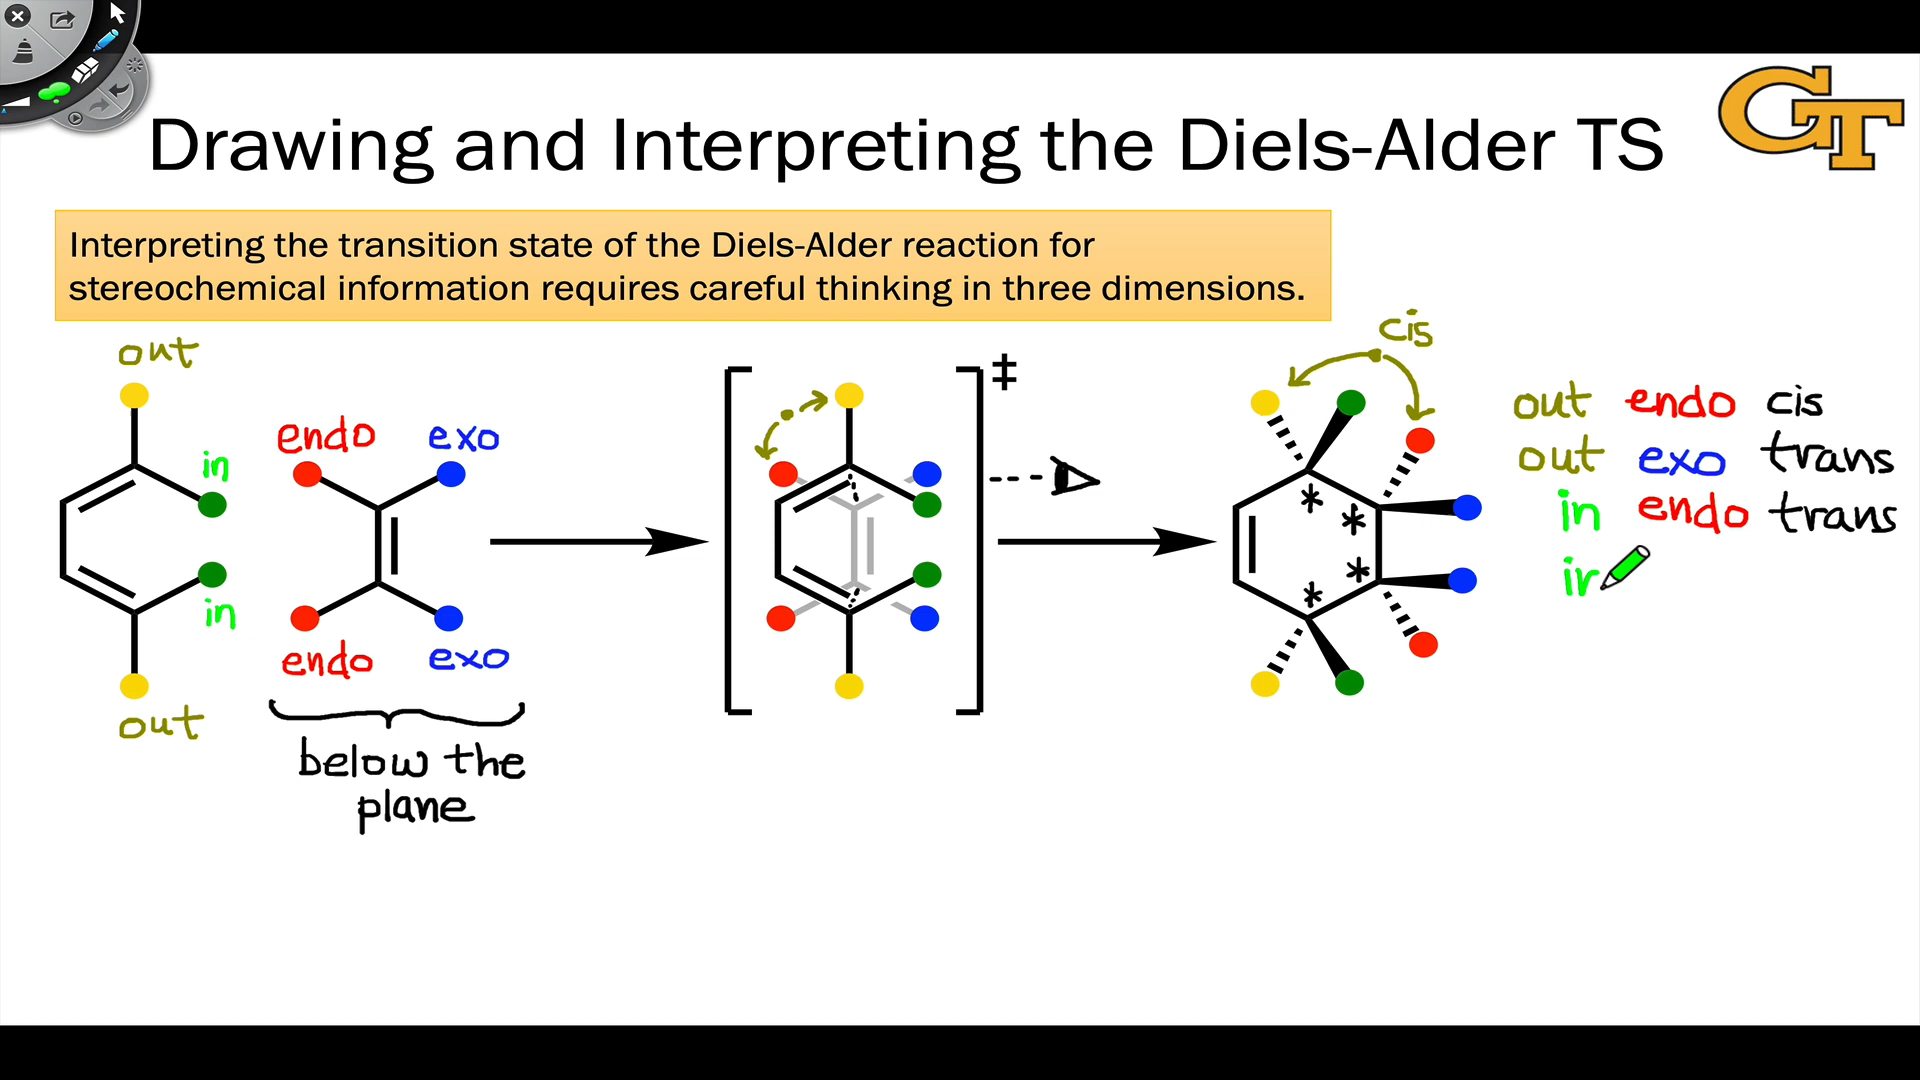 GT
Drawing and Interpreting the Diels-Alder TS
Interpreting the transition state of the Diels-Alder reaction for
stereochemical information requires careful thinking in three dimensions.
out
in
in
out
endo
exo
endo
exo
below the
plane
‡
cis
* * * *
out endo cis
out exo trans
in endo trans
in